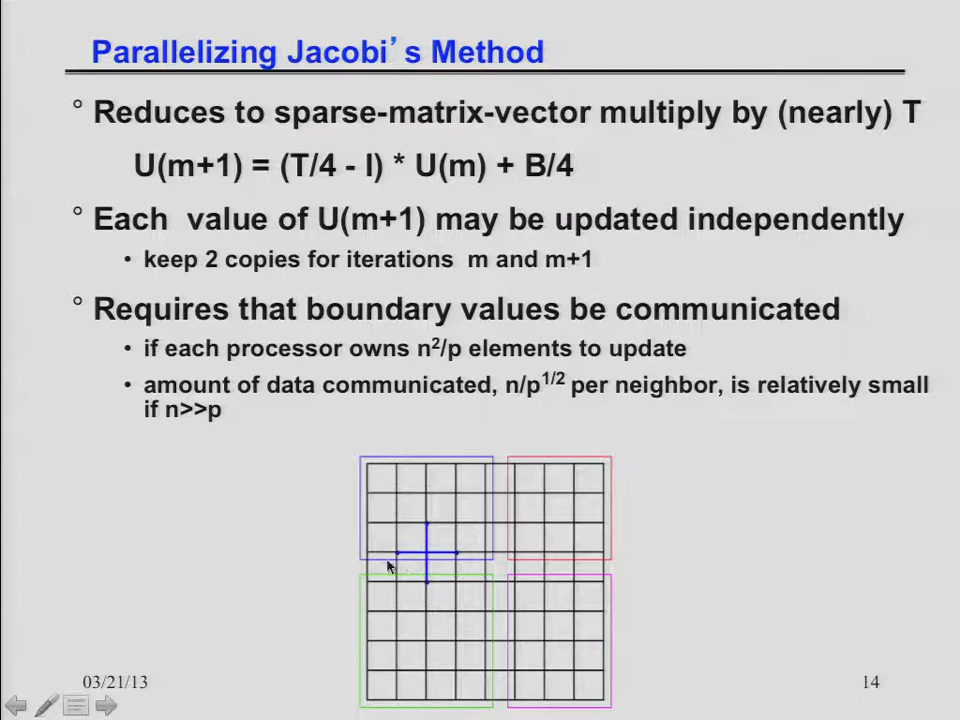 Parallelizing Jacobi's Method
° Reduces to sparse-matrix-vector multiply by (nearly) T
U(m+1) = (T/4 - I) * U(m) + B/4
° Each value of U(m+1) may be updated independently
• keep 2 copies for iterations m and m+1
° Requires that boundary values be communicated
• if each processor owns n²/p elements to update
• amount of data communicated, n/p^1/2 per neighbor, is relatively small
if n>>p
03/21/13
14